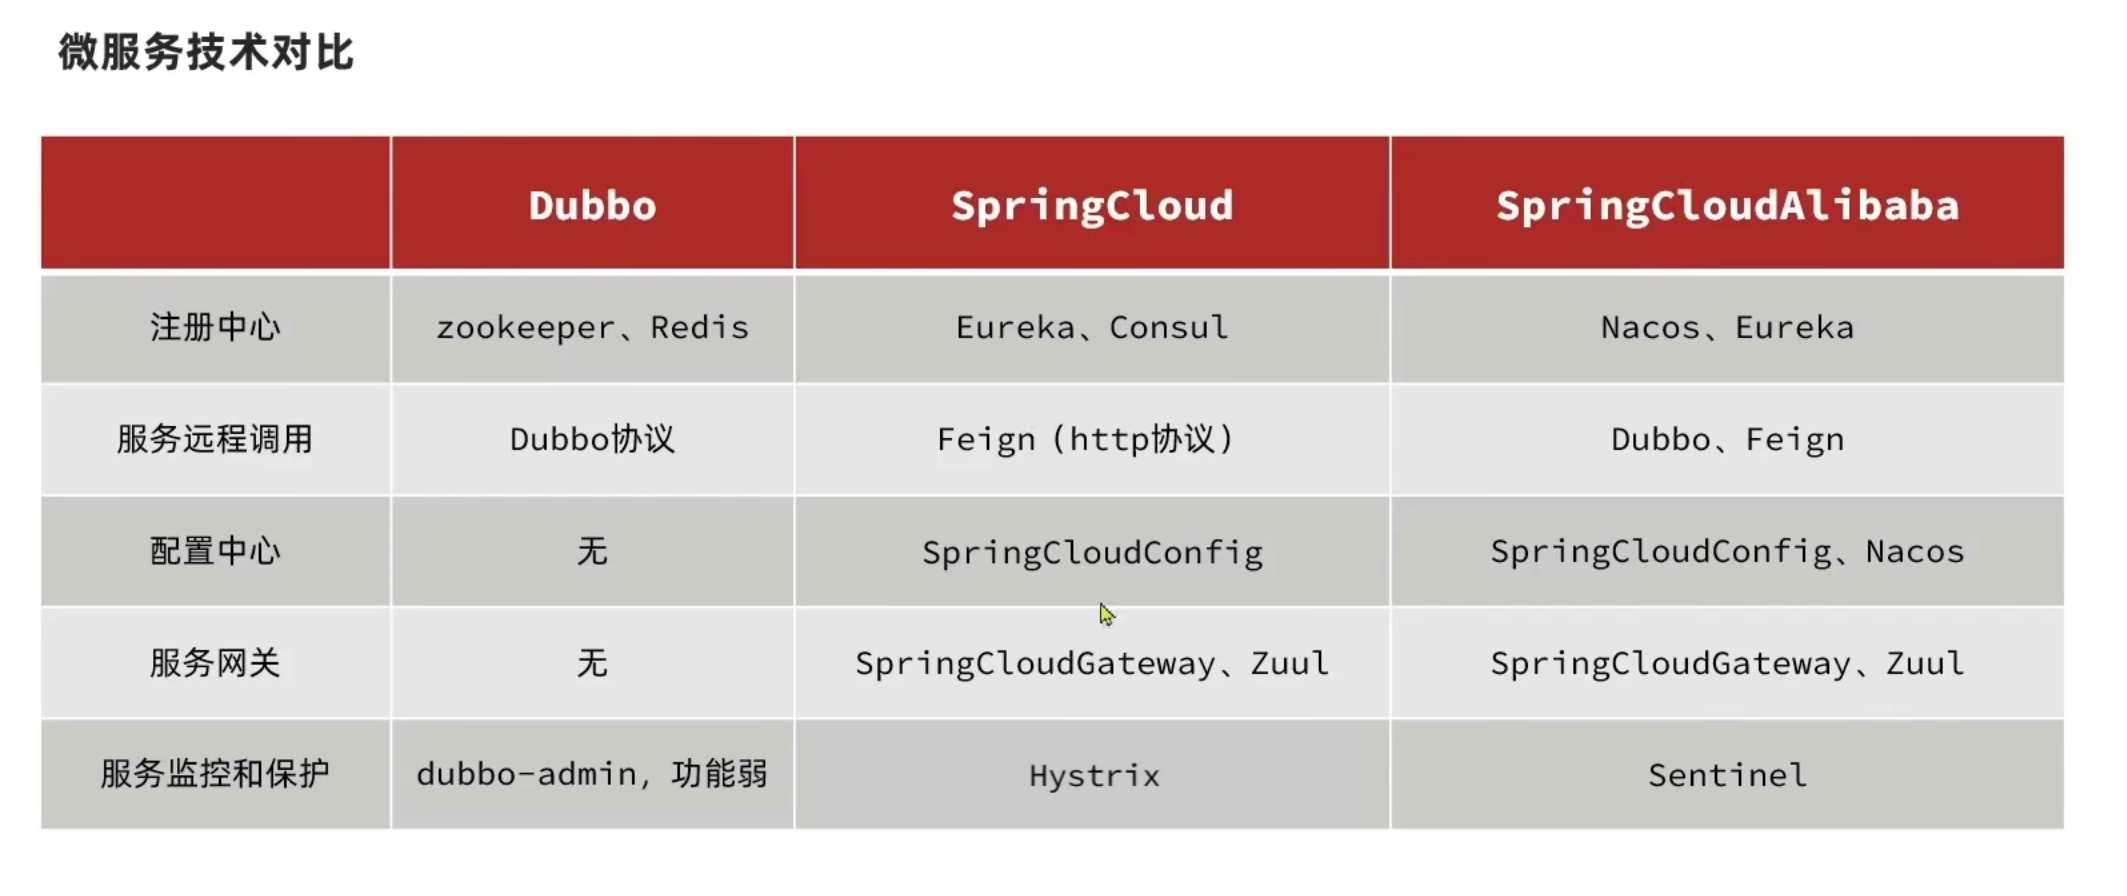 微服务技术对比
Dubbo SpringCloud SpringCloudAlibaba
注册中心 zookeeper、Redis Eureka、Consul Nacos、Eureka
服务远程调用 Dubbo协议 Feign（http协议） Dubbo、Feign
配置中心 无 SpringCloudConfig SpringCloudConfig、Nacos
服务网关 无 SpringCloudGateway、Zuul SpringCloudGateway、Zuul
服务监控和保护 dubbo-admin，功能弱 Hystrix Sentinel